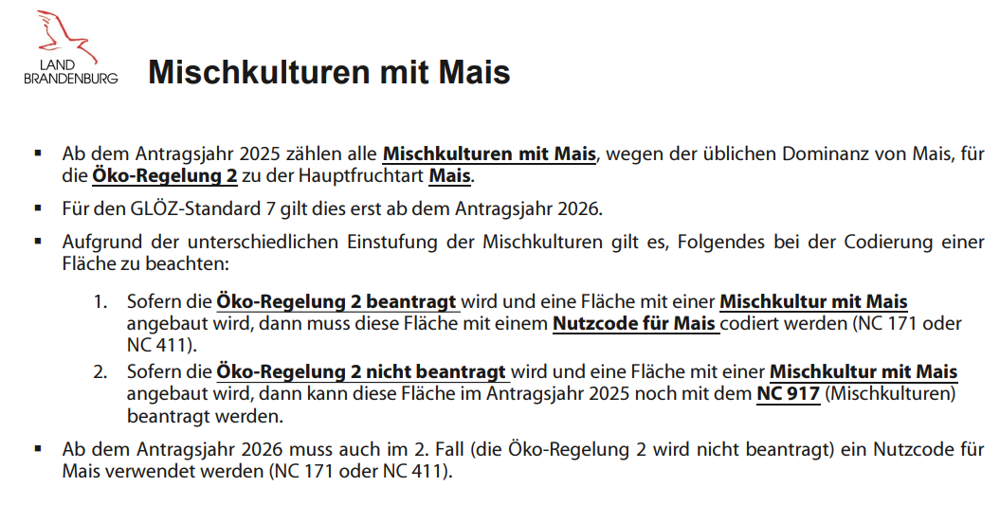 LAND
BRANDENBURG
Mischkulturen mit Mais
▪ Ab dem Antragsjahr 2025 zählen alle Mischkulturen mit Mais, wegen der üblichen Dominanz von Mais, für
die Öko-Regelung 2 zu der Hauptfruchtart Mais.
▪ Für den GLÖZ-Standard 7 gilt dies erst ab dem Antragsjahr 2026.
▪ Aufgrund der unterschiedlichen Einstufung der Mischkulturen gilt es, Folgendes bei der Codierung einer
Fläche zu beachten:
1. Sofern die Öko-Regelung 2 beantragt wird und eine Fläche mit einer Mischkultur mit Mais
angebaut wird, dann muss diese Fläche mit einem Nutzcode für Mais codiert werden (NC 171 oder
NC 411).
2. Sofern die Öko-Regelung 2 nicht beantragt wird und eine Fläche mit einer Mischkultur mit Mais
angebaut wird, dann kann diese Fläche im Antragsjahr 2025 noch mit dem NC 917 (Mischkulturen)
beantragt werden.
▪ Ab dem Antragsjahr 2026 muss auch im 2. Fall (die Öko-Regelung 2 wird nicht beantragt) ein Nutzcode für
Mais verwendet werden (NC 171 oder NC 411).